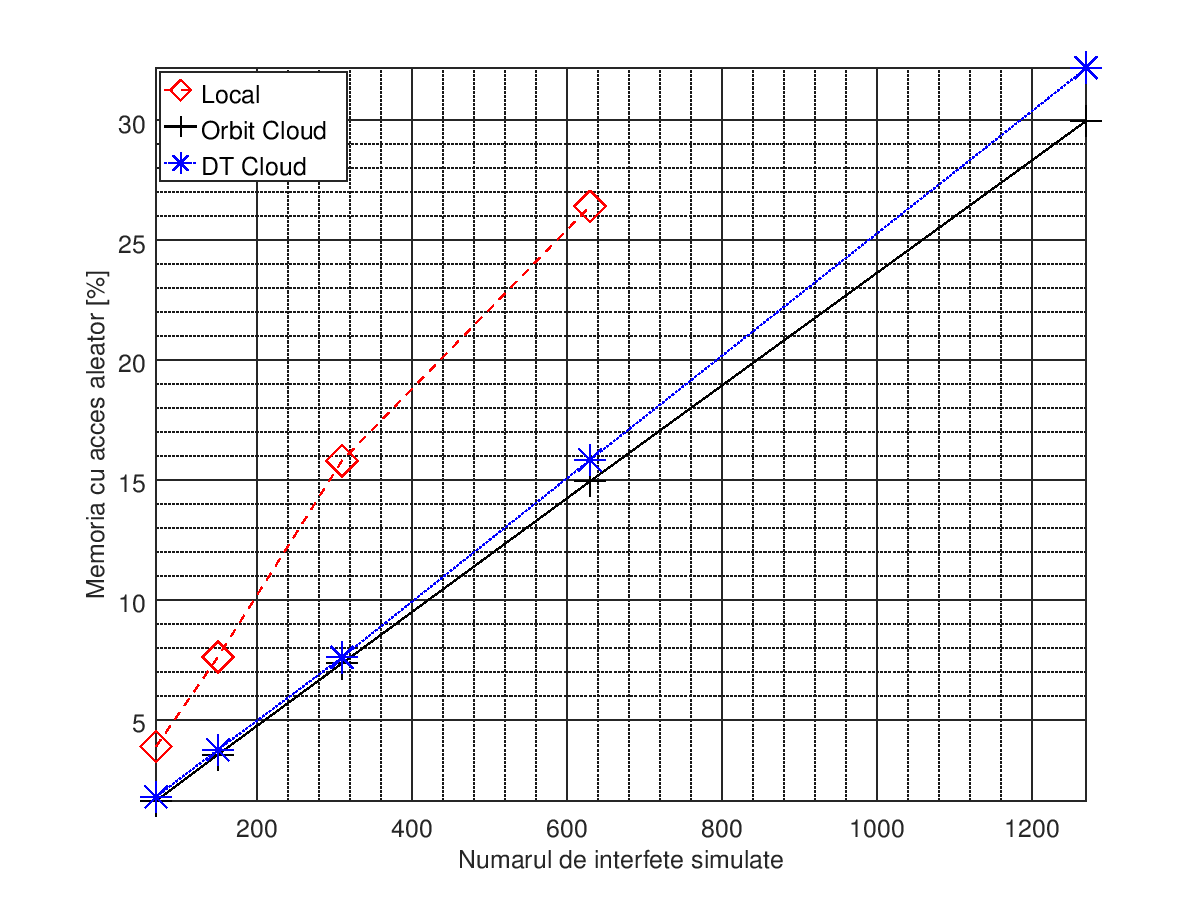 Local
Orbit Cloud
DT Cloud
30
25
20
15
10
5
Memoria cu acces aleator [%]
200 400 600 800 1000 1200
Numarul de interfete simulate